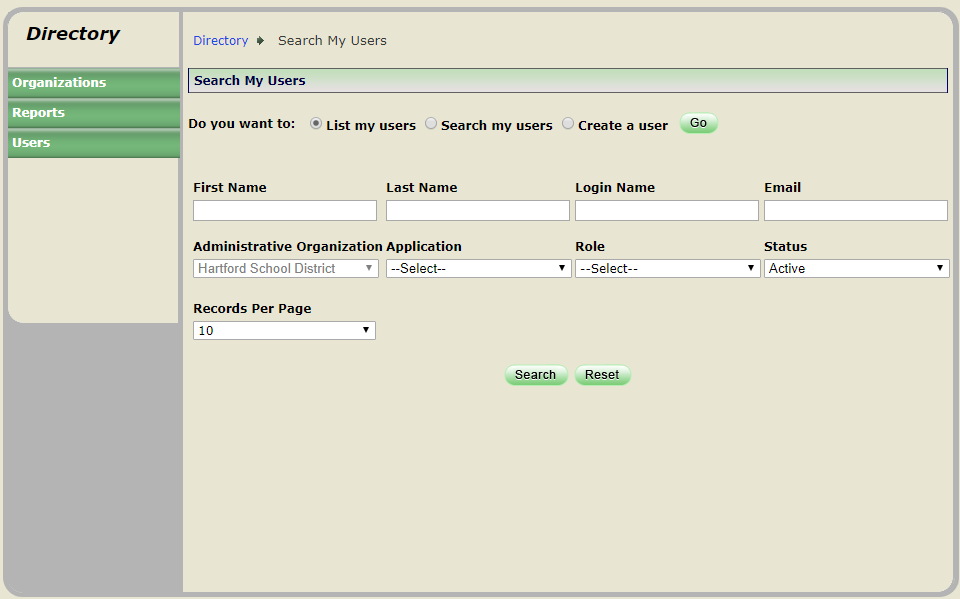 Directory
Organizations
Reports
Users
Directory Search My Users
Search My Users
Do you want to: List my users Search my users Create a user Go
First Name Last Name Login Name Email
Administrative Organization Application Role Status
Hartford School District --Select-- --Select-- Active
Records Per Page
10
Search Reset